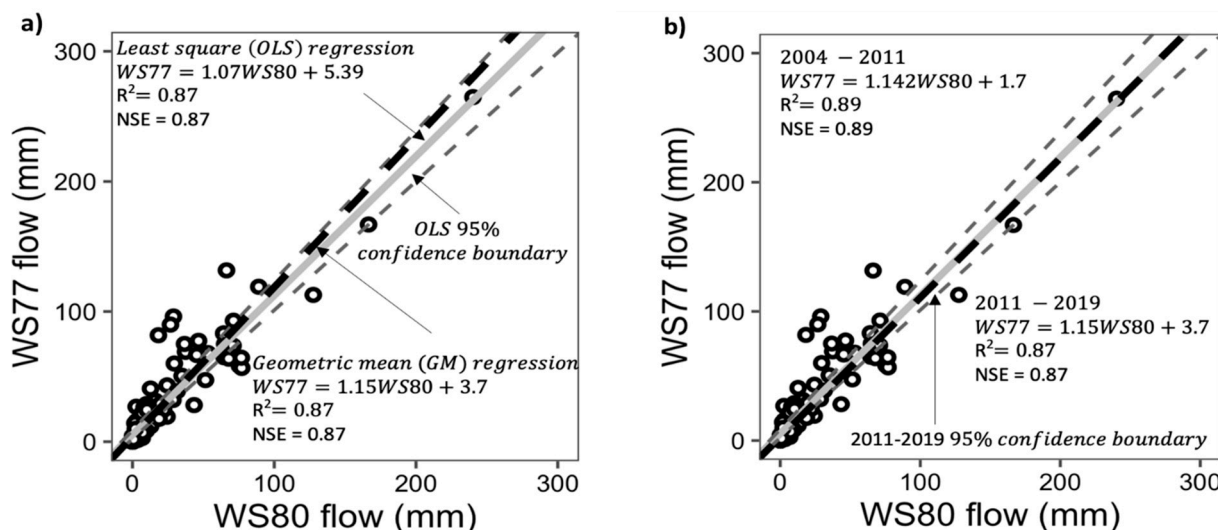 a)
300
200
100
0
WS77 flow (mm)
Least square (OLS) regression
WS77 = 1.07WS80 + 5.39
R²= 0.87
NSE = 0.87
OLS 95%
confidence boundary
Geometric mean (GM) regression
WS77 = 1.15WS80 + 3.7
R²= 0.87
NSE = 0.87
0 100 200 300
WS80 flow (mm)
b)
300
200
100
0
WS77 flow (mm)
2004 − 2011
WS77 = 1.142WS80 + 1.7
R²= 0.89
NSE = 0.89
2011 − 2019
WS77 = 1.15WS80 + 3.7
R²= 0.87
NSE = 0.87
2011-2019 95% confidence boundary
0 100 200 300
WS80 flow (mm)